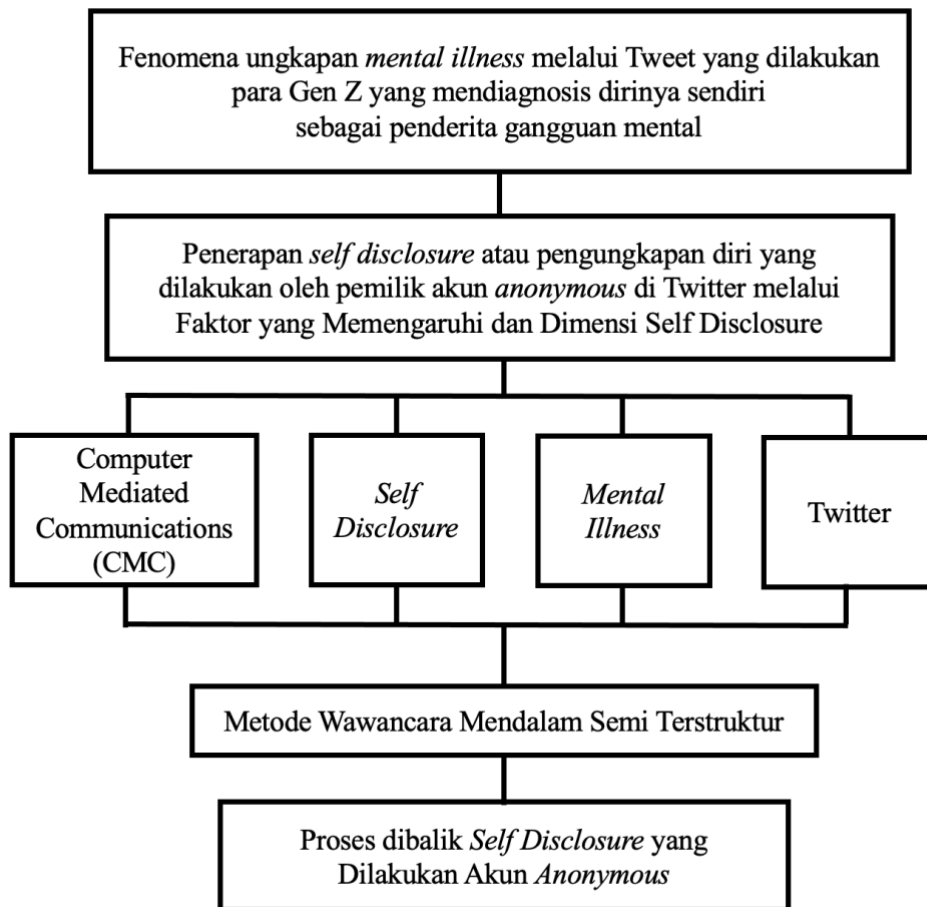 Fenomena ungkapan mental illness melalui Tweet yang dilakukan
para Gen Z yang mendiagnosis dirinya sendiri
sebagai penderita gangguan mental
Penerapan self disclosure atau pengungkapan diri yang
dilakukan oleh pemilik akun anonymous di Twitter melalui
Faktor yang Memengaruhi dan Dimensi Self Disclosure
Computer
Mediated
Communications
(CMC)
Self
Disclosure
Mental
Illness
Twitter
Metode Wawancara Mendalam Semi Terstruktur
Proses dibalik Self Disclosure yang
Dilakukan Akun Anonymous